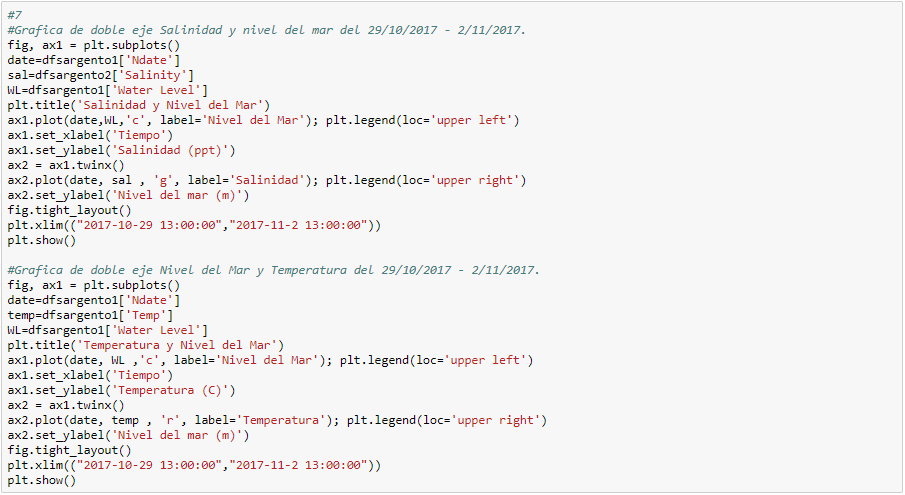 #7
#Grafica de doble eje Salinidad y nivel del mar del 29/10/2017 - 2/11/2017.
fig, ax1 = plt.subplots()
date=dfsargento1['Ndate']
sal=dfsargento2['Salinity']
WL=dfsargento1['Water Level']
plt.title('Salinidad y Nivel del Mar')
ax1.plot(date,WL,'c', label='Nivel del Mar'); plt.legend(loc='upper left')
ax1.set_xlabel('Tiempo')
ax1.set_ylabel('Salinidad (ppt)')
ax2 = ax1.twinx()
ax2.plot(date, sal , 'g', label='Salinidad'); plt.legend(loc='upper right')
ax2.set_ylabel('Nivel del mar (m)')
fig.tight_layout()
plt.xlim(("2017-10-29 13:00:00","2017-11-2 13:00:00"))
plt.show()
#Grafica de doble eje Nivel del Mar y Temperatura del 29/10/2017 - 2/11/2017.
fig, ax1 = plt.subplots()
date=dfsargento1['Ndate']
temp=dfsargento1['Temp']
WL=dfsargento1['Water Level']
plt.title('Temperatura y Nivel del Mar')
ax1.plot(date, WL ,'c', label='Nivel del Mar'); plt.legend(loc='upper left')
ax1.set_xlabel('Tiempo')
ax1.set_ylabel('Temperatura (C)')
ax2 = ax1.twinx()
ax2.plot(date, temp , 'r', label='Temperatura'); plt.legend(loc='upper right')
ax2.set_ylabel('Nivel del mar (m)')
fig.tight_layout()
plt.xlim(("2017-10-29 13:00:00","2017-11-2 13:00:00"))
plt.show()